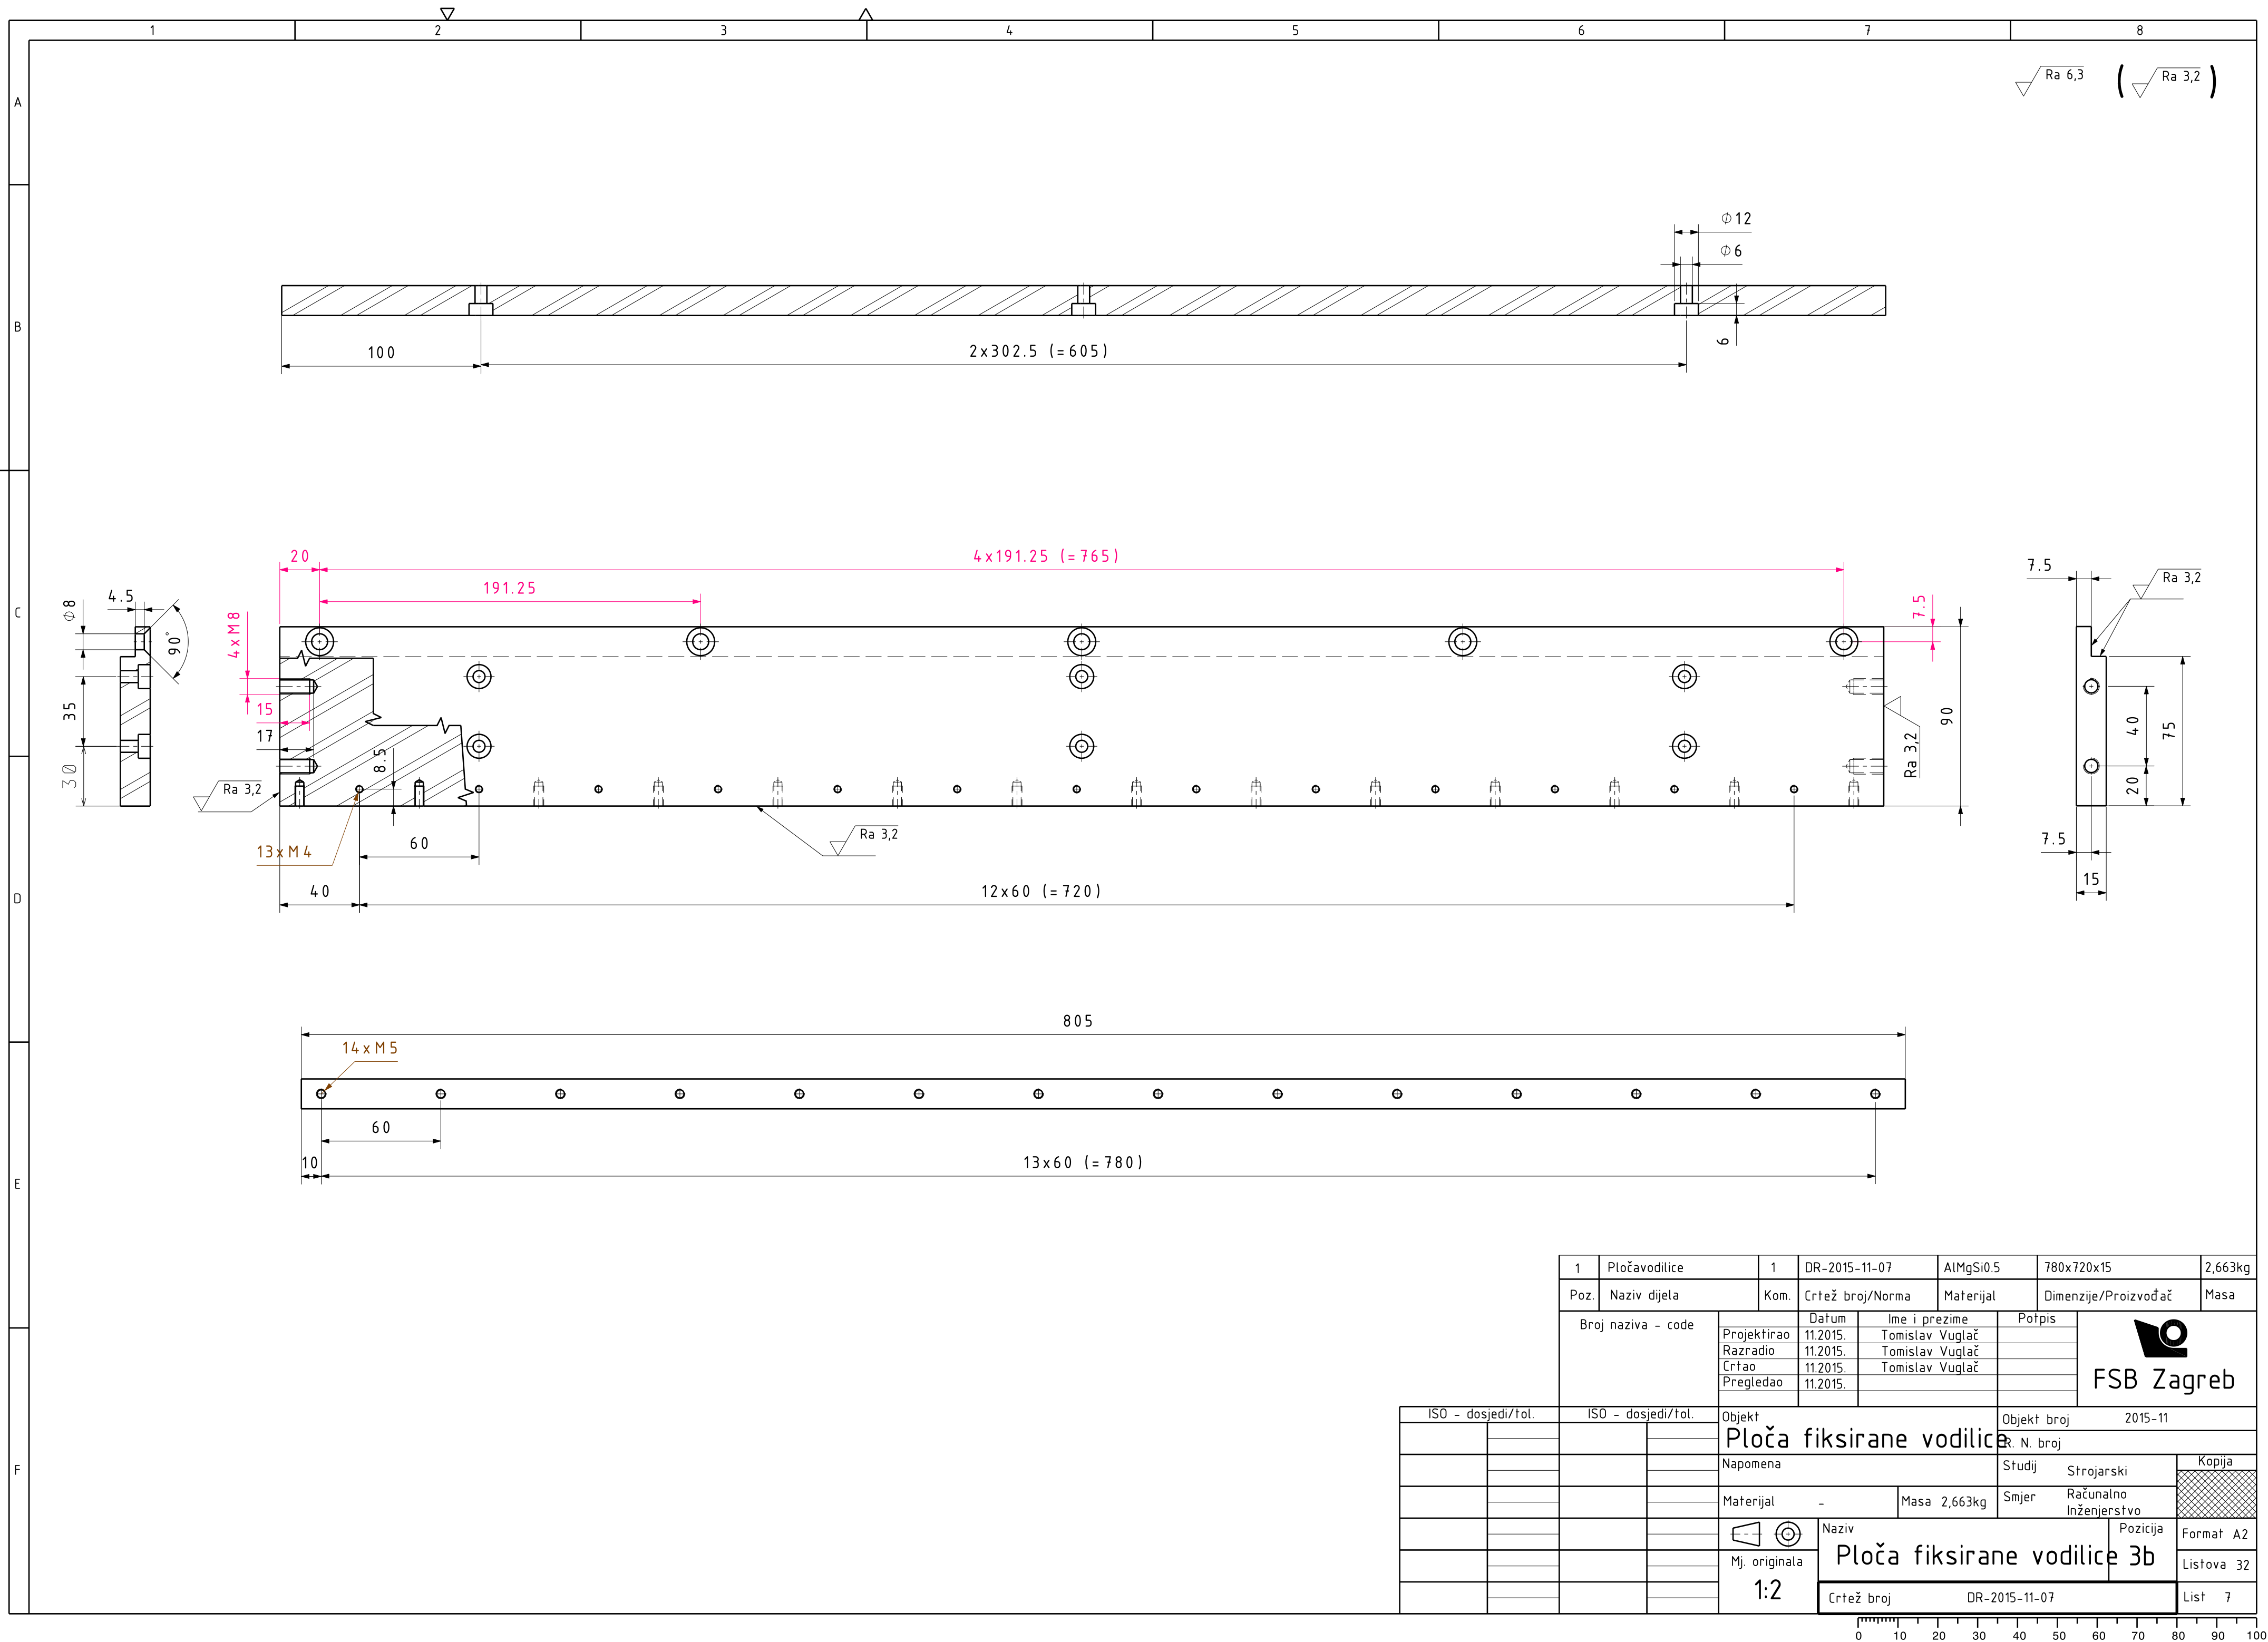 1 2 3 4 5 6 7 8
A
B
C
D
E
F
Ra 6,3 ( Ra 3,2 )
∅12
∅6
6
100
2x302.5 (=605)
20
4x191.25 (=765)
191.25
7.5
4xM8
15
17
8.5
∅8
4.5
90°
35
30
Ra 3,2
13xM4
60
40
12x60 (=720)
Ra 3,2
Ra 3,2
90
7.5
Ra 3,2
40
75
20
7.5
15
805
14xM5
60
10
13x60 (=780)
1 Pločavodilice 1 DR-2015-11-07 AlMgSi0.5 780x720x15 2,663kg
Poz. Naziv dijela Kom. Crtež broj/Norma Materijal Dimenzije/Proizvođač Masa
Broj naziva - code
Datum Ime i prezime Potpis
Projektirao 11.2015. Tomislav Vuglač
Razradio 11.2015. Tomislav Vuglač
Crtao 11.2015. Tomislav Vuglač
Pregledao 11.2015.
FSB Zagreb
ISO - dosjedi/tol. ISO - dosjedi/tol.
Objekt
Ploča fiksirane vodilice
Objekt broj 2015-11
R. N. broj
Napomena
Studij Strojarski
Kopija
Materijal - Masa 2,663kg
Smjer Računalno
Inženjerstvo
Naziv
Ploča fiksirane vodilice
Pozicija
3b
Format A2
Mj. originala
1:2
Listova 32
Crtež broj DR-2015-11-07
List 7
0 10 20 30 40 50 60 70 80 90 100